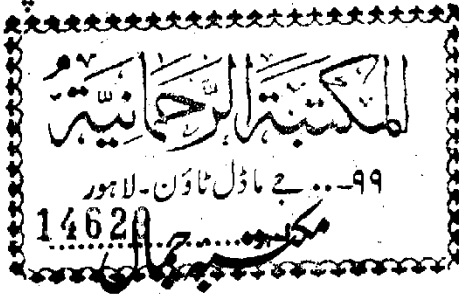 المكتبة الرحمانية
۹۹... جے ماڈل ٹاؤن - لاہور
14620
مکتبہ جمال